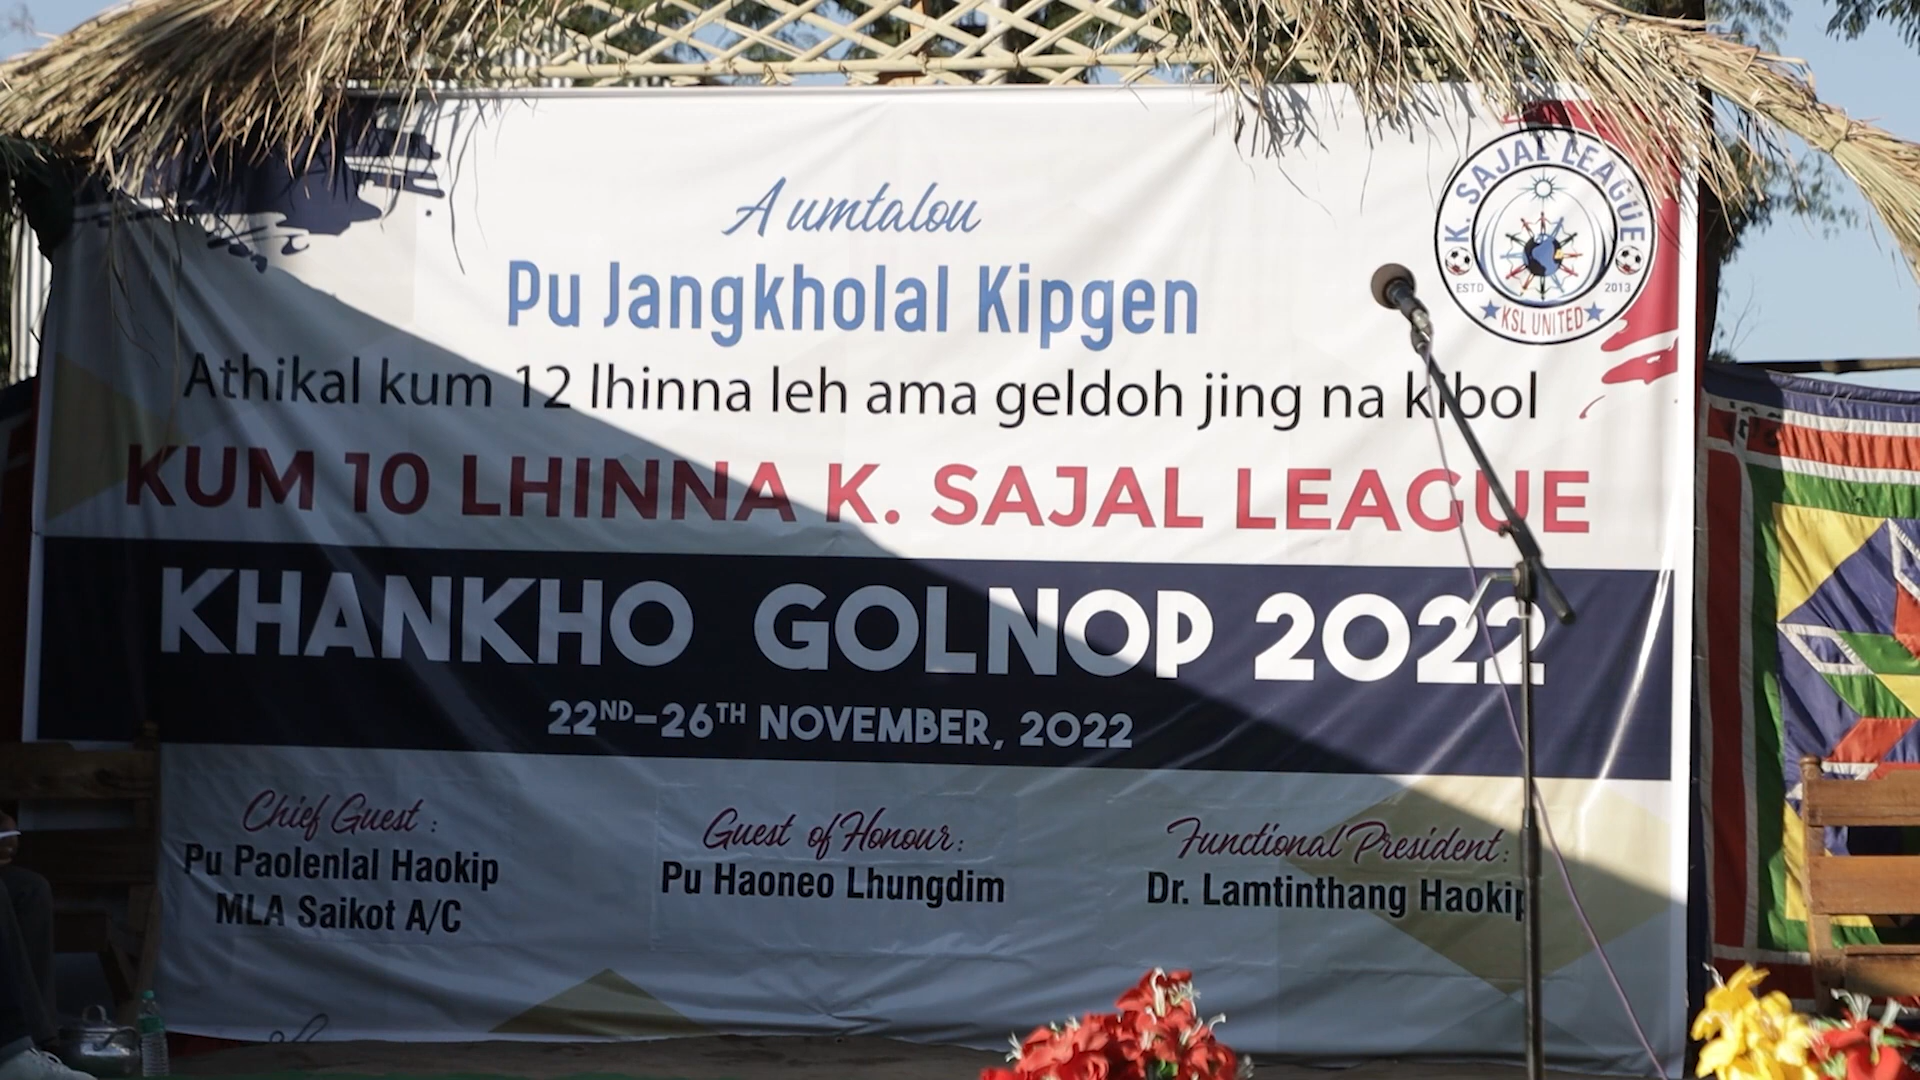 A umtalou
Pu Jangkholal Kipgen
Athikal kum 12 lhinna leh ama geldoh jing na kibol
KUM 10 LHINNA K. SAJAL LEAGUE
KHANKHO GOLNOP 2022
22ND-26TH NOVEMBER, 2022
Chief Guest :
Pu Paolenlal Haokip
MLA Saikot A/C
Guest of Honour:
Pu Haoneo Lhungdim
Functional President:
Dr. Lamtinthang Haokip
K. SAJAL LEAGUE
ESTD 2013
KSL UNITED